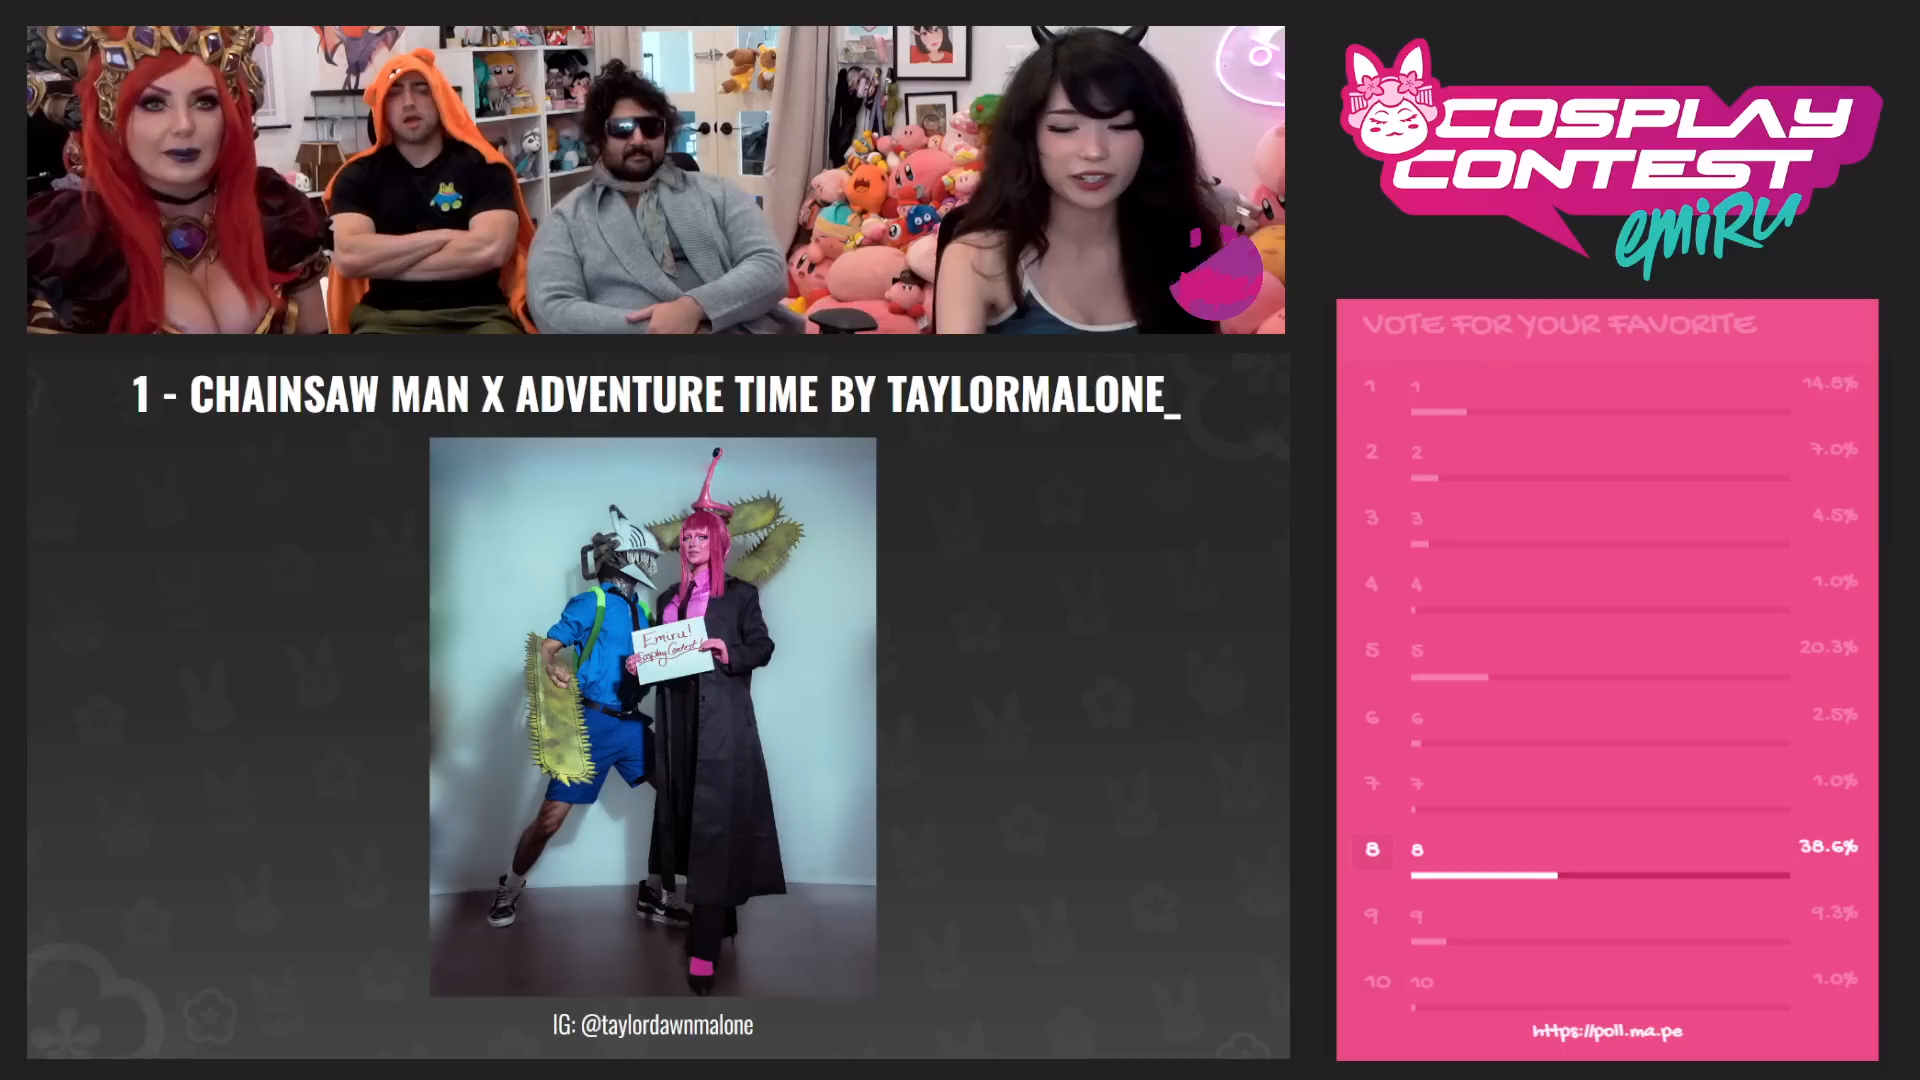 COSPLAY
CONTEST
emiru
1 - CHAINSAW MAN X ADVENTURE TIME BY TAYLORMALONE_
Emiru!
Cosplay Contest!
IG: @taylordawnmalone
VOTE FOR YOUR FAVORITE
1 1 14.8%
2 2 7.0%
3 3 4.5%
4 4 1.0%
5 5 20.3%
6 6 2.5%
7 7 1.0%
8 8 38.6%
9 9 9.3%
10 10 1.0%
https://poll.ma.pe